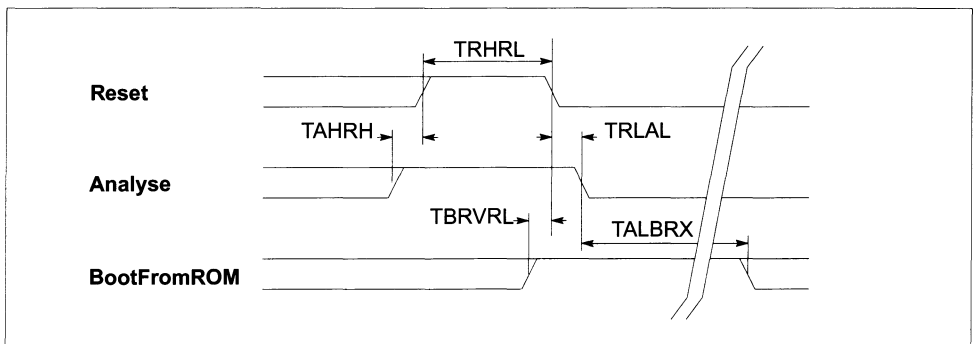 TRHRL
Reset
TAHRH
TRLAL
Analyse
TBRVRL
TALBRX
BootFromROM